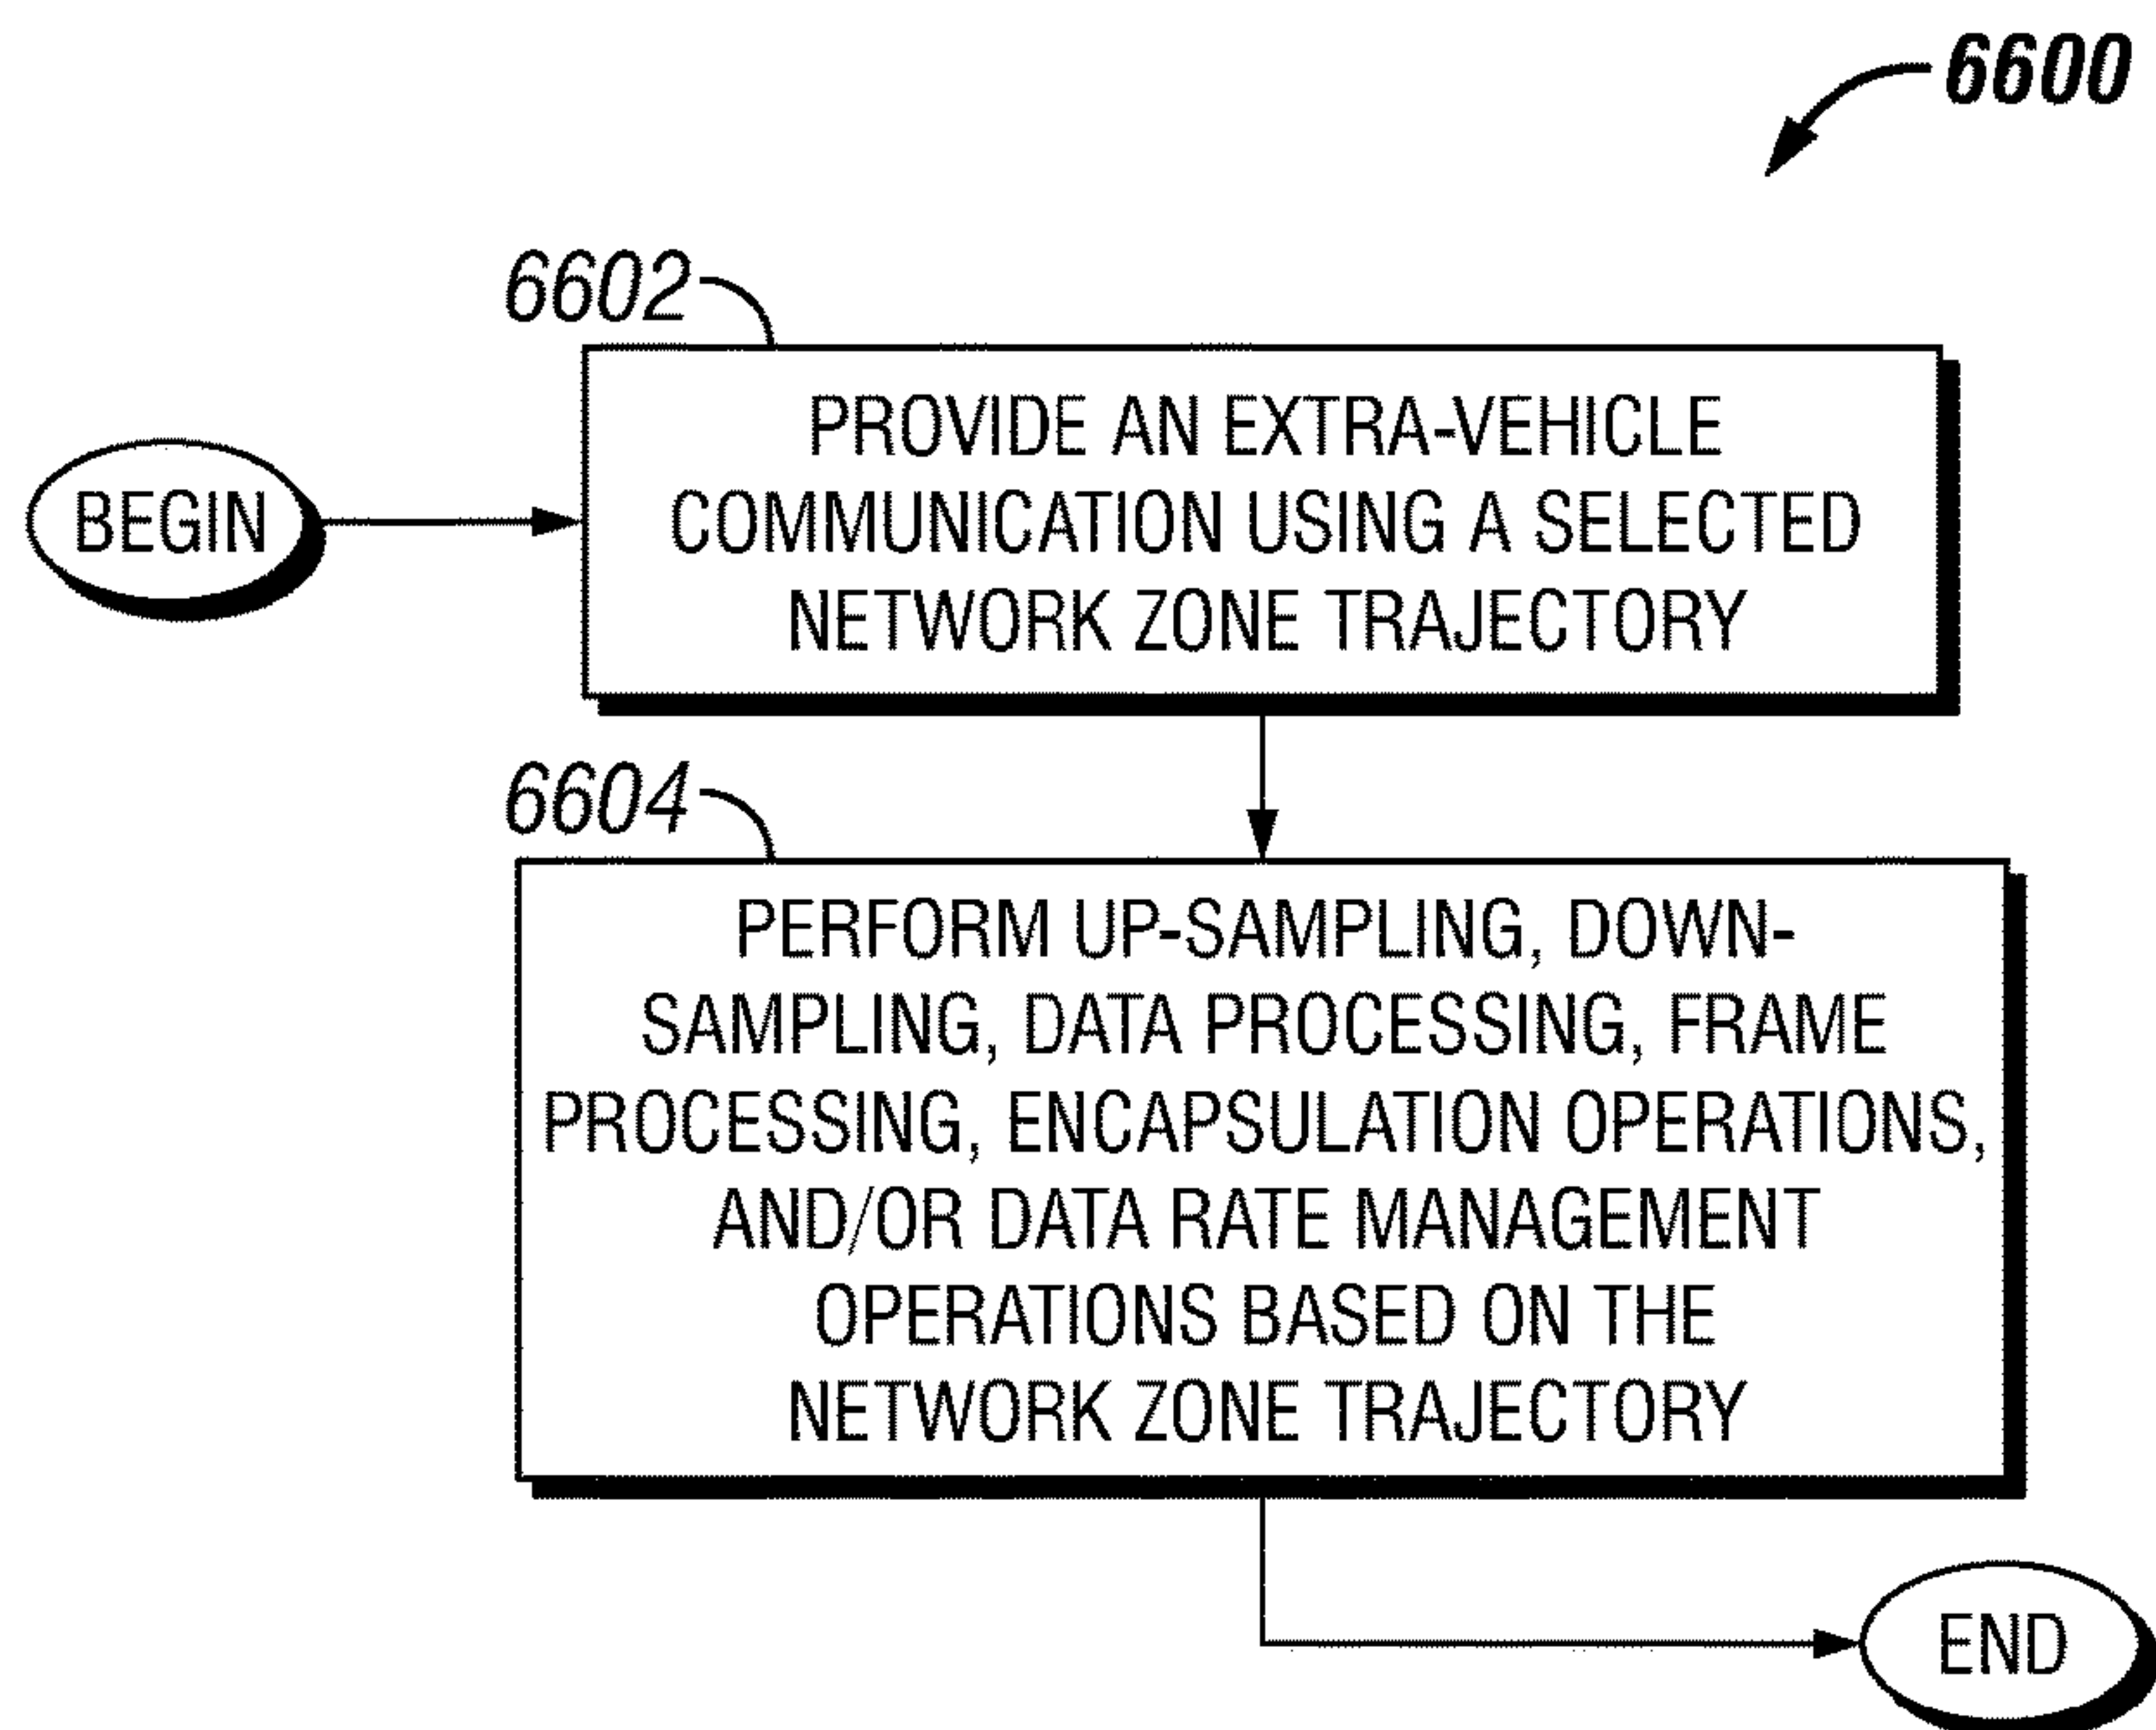 6600
6602
PROVIDE AN EXTRA-VEHICLE
COMMUNICATION USING A SELECTED
NETWORK ZONE TRAJECTORY
BEGIN
6604
PERFORM UP-SAMPLING, DOWN-
SAMPLING, DATA PROCESSING, FRAME
PROCESSING, ENCAPSULATION OPERATIONS,
AND/OR DATA RATE MANAGEMENT
OPERATIONS BASED ON THE
NETWORK ZONE TRAJECTORY
END